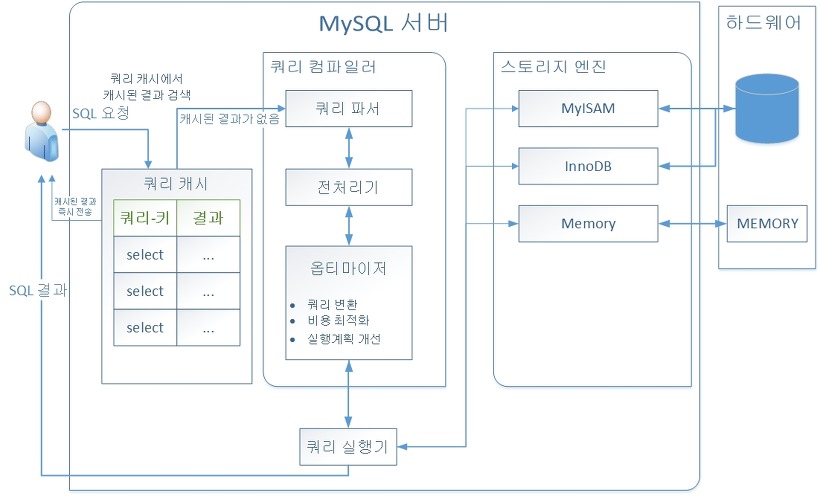 MySQL 서버
하드웨어
쿼리 캐시에서
캐시된 결과 검색
SQL 요청
캐시된 결과가 없음
쿼리 컴파일러
쿼리 파서
전처리기
옵티마이저
쿼리 변환
비용 최적화
실행계획 개선
쿼리 실행기
스토리지 엔진
MyISAM
InnoDB
Memory
MEMORY
쿼리 캐시
쿼리-키 결과
select ...
select ...
select ...
캐시된 결과
즉시 전송
SQL 결과